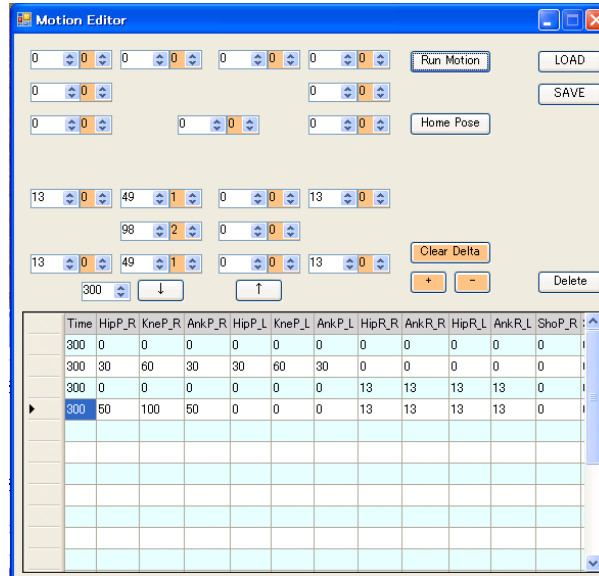 Motion Editor
0 0 0 0 0 0 0 0 Run Motion LOAD
0 0 0 0 SAVE
0 0 0 0 0 0 Home Pose
13 0 49 1 0 0 13 0
98 2 0 0
Clear Delta
13 0 49 1 0 0 13 0
+ - Delete
300 ↓ ↑
Time HipP_R KneP_R AnkP_R HipP_L KneP_L AnkP_L HipR_R AnkR_R HipR_L AnkR_L ShoP_R
300 0 0 0 0 0 0 0 0 0 0 0
300 30 60 30 30 60 30 0 0 0 0 0
300 0 0 0 0 0 0 13 13 13 13 0
300 50 100 50 0 0 0 13 13 13 13 0